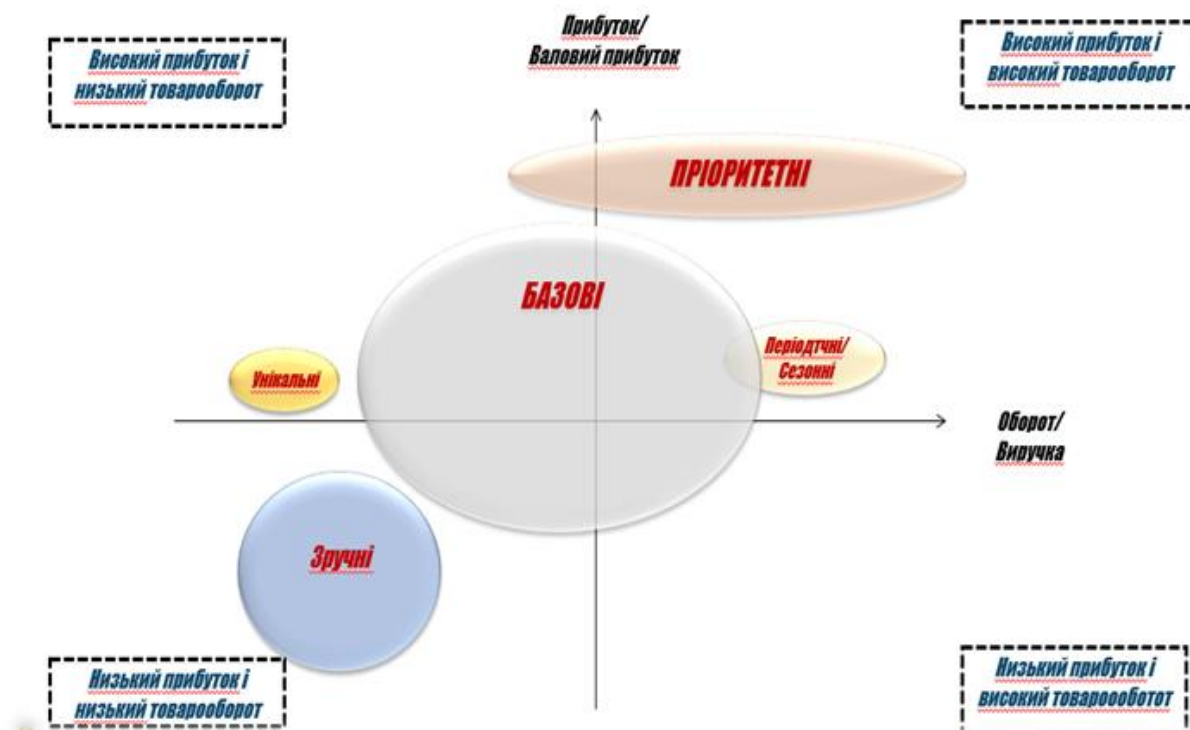 Прибуток/
Валовий прибуток
Високий прибуток і
низький товарооборот
Високий прибуток і
високий товарооборот
ПРІОРИТЕТНІ
БАЗОВІ
Періодтчні/
Сезонні
Унікальні
Оборот/
Виручка
Зручні
Низький прибуток і
низький товарооборот
Низький прибуток і
високий товароооботот